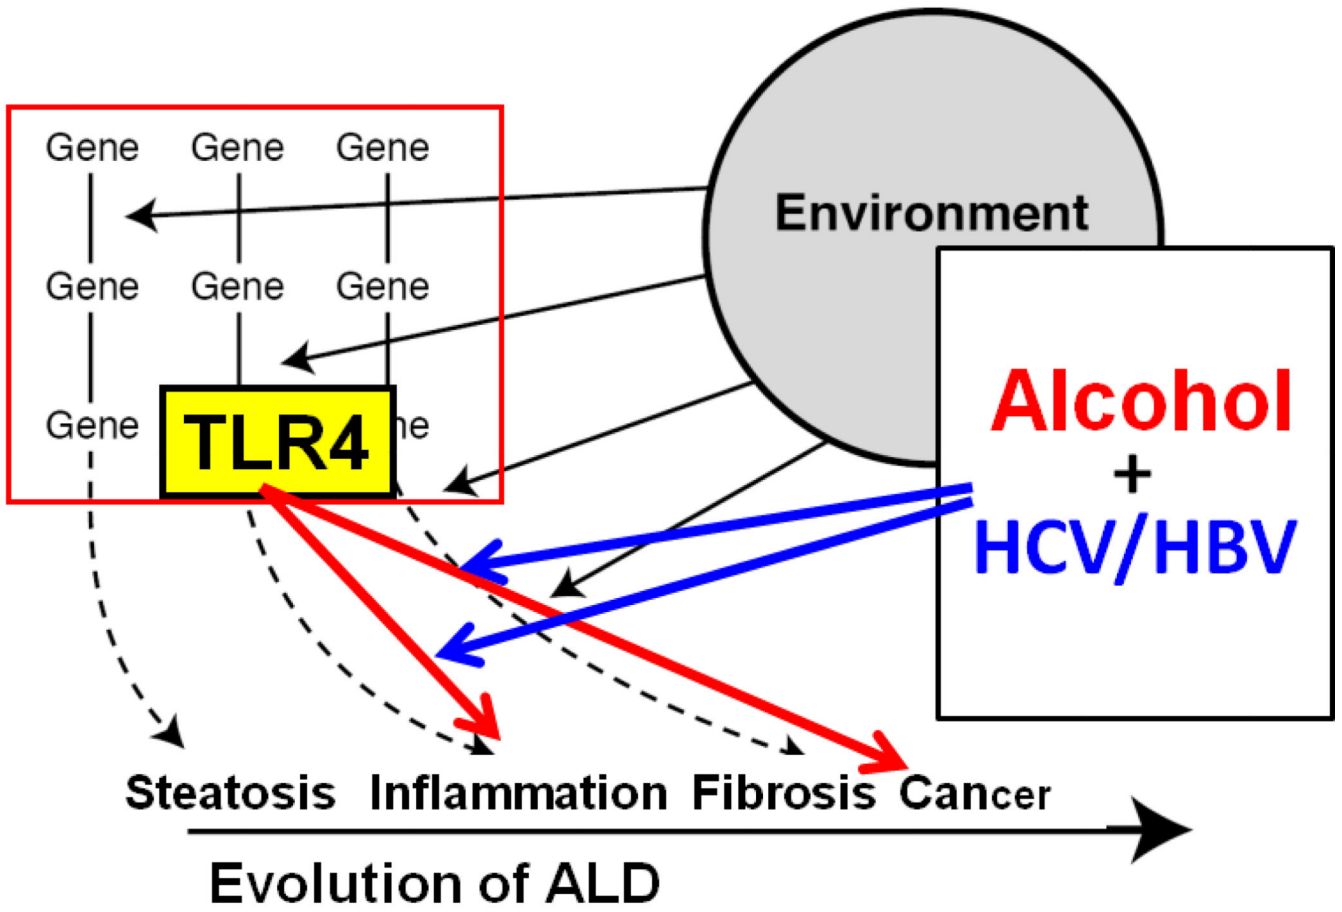 Gene Gene Gene
Environment
Gene Gene Gene
Alcohol
Gene TLR4 ne
+
HCV/HBV
Steatosis Inflammation Fibrosis Cancer
Evolution of ALD